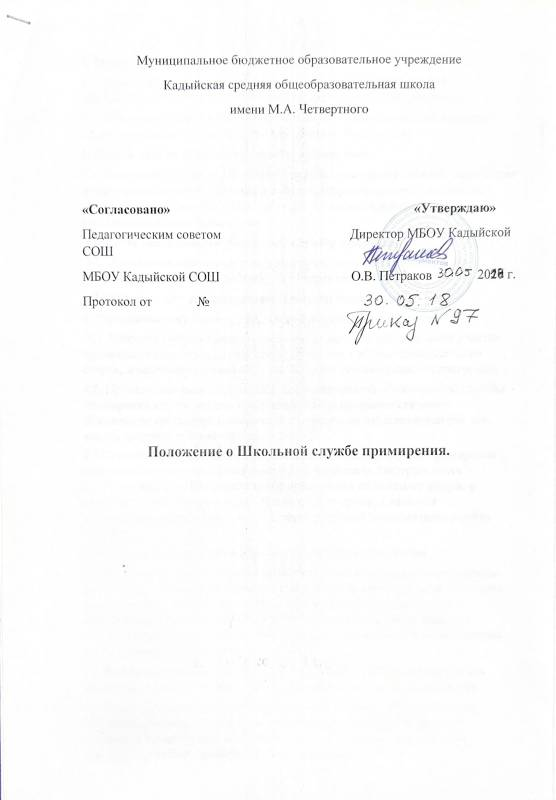 Муниципальное бюджетное образовательное учреждение
Кадыйская средняя общеобразовательная школа
имени М.А. Четвертного
«Согласовано» «Утверждаю»
Педагогическим советом Директор МБОУ Кадыйской
СОШ
МБОУ Кадыйской СОШ О.В. Петраков 30.05 2018 г.
Протокол от № 30. 05. 18
Приказ N 97
Положение о Школьной службе примирения.